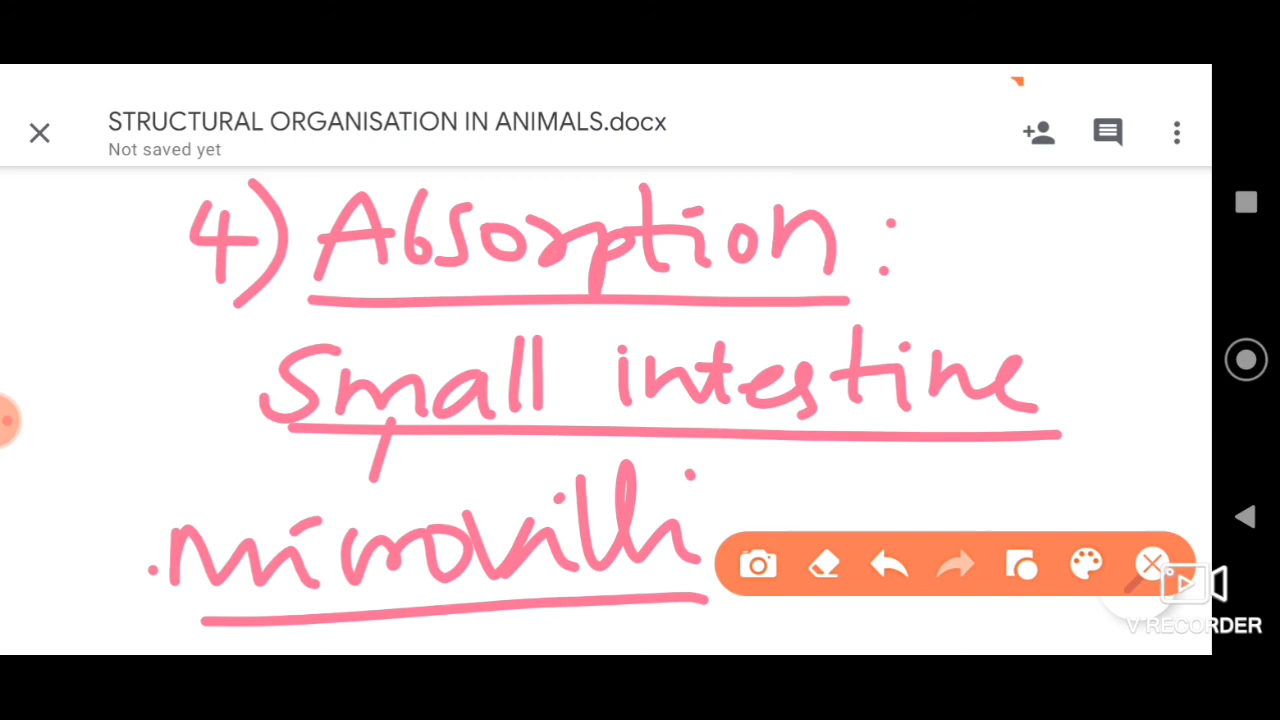 STRUCTURAL ORGANISATION IN ANIMALS.docx
Not saved yet
4) Absorption :
Small intestine
. microvilli
V RECORDER